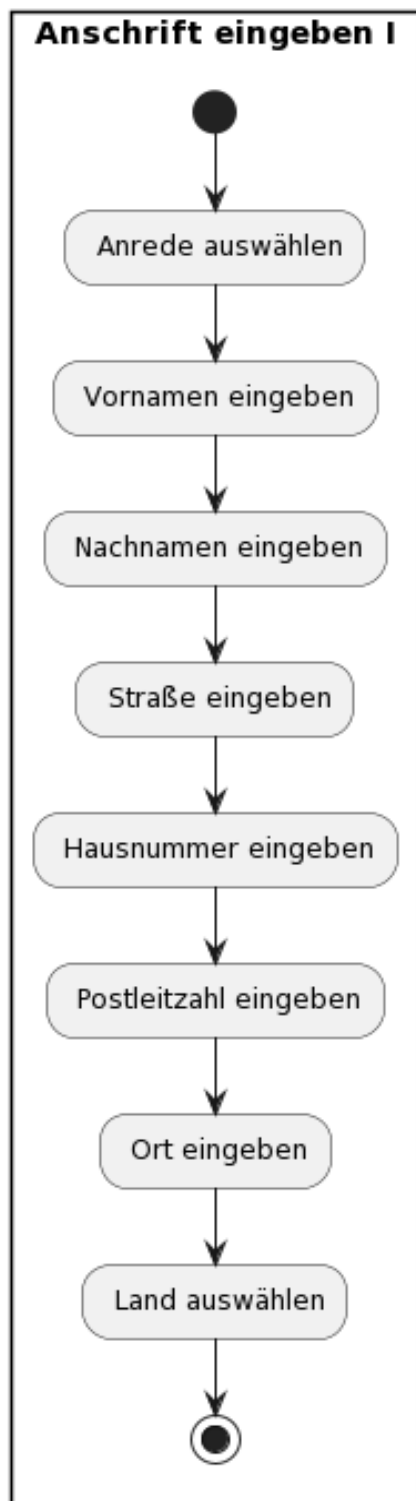 Anschrift eingeben I
Anrede auswählen
Vornamen eingeben
Nachnamen eingeben
Straße eingeben
Hausnummer eingeben
Postleitzahl eingeben
Ort eingeben
Land auswählen